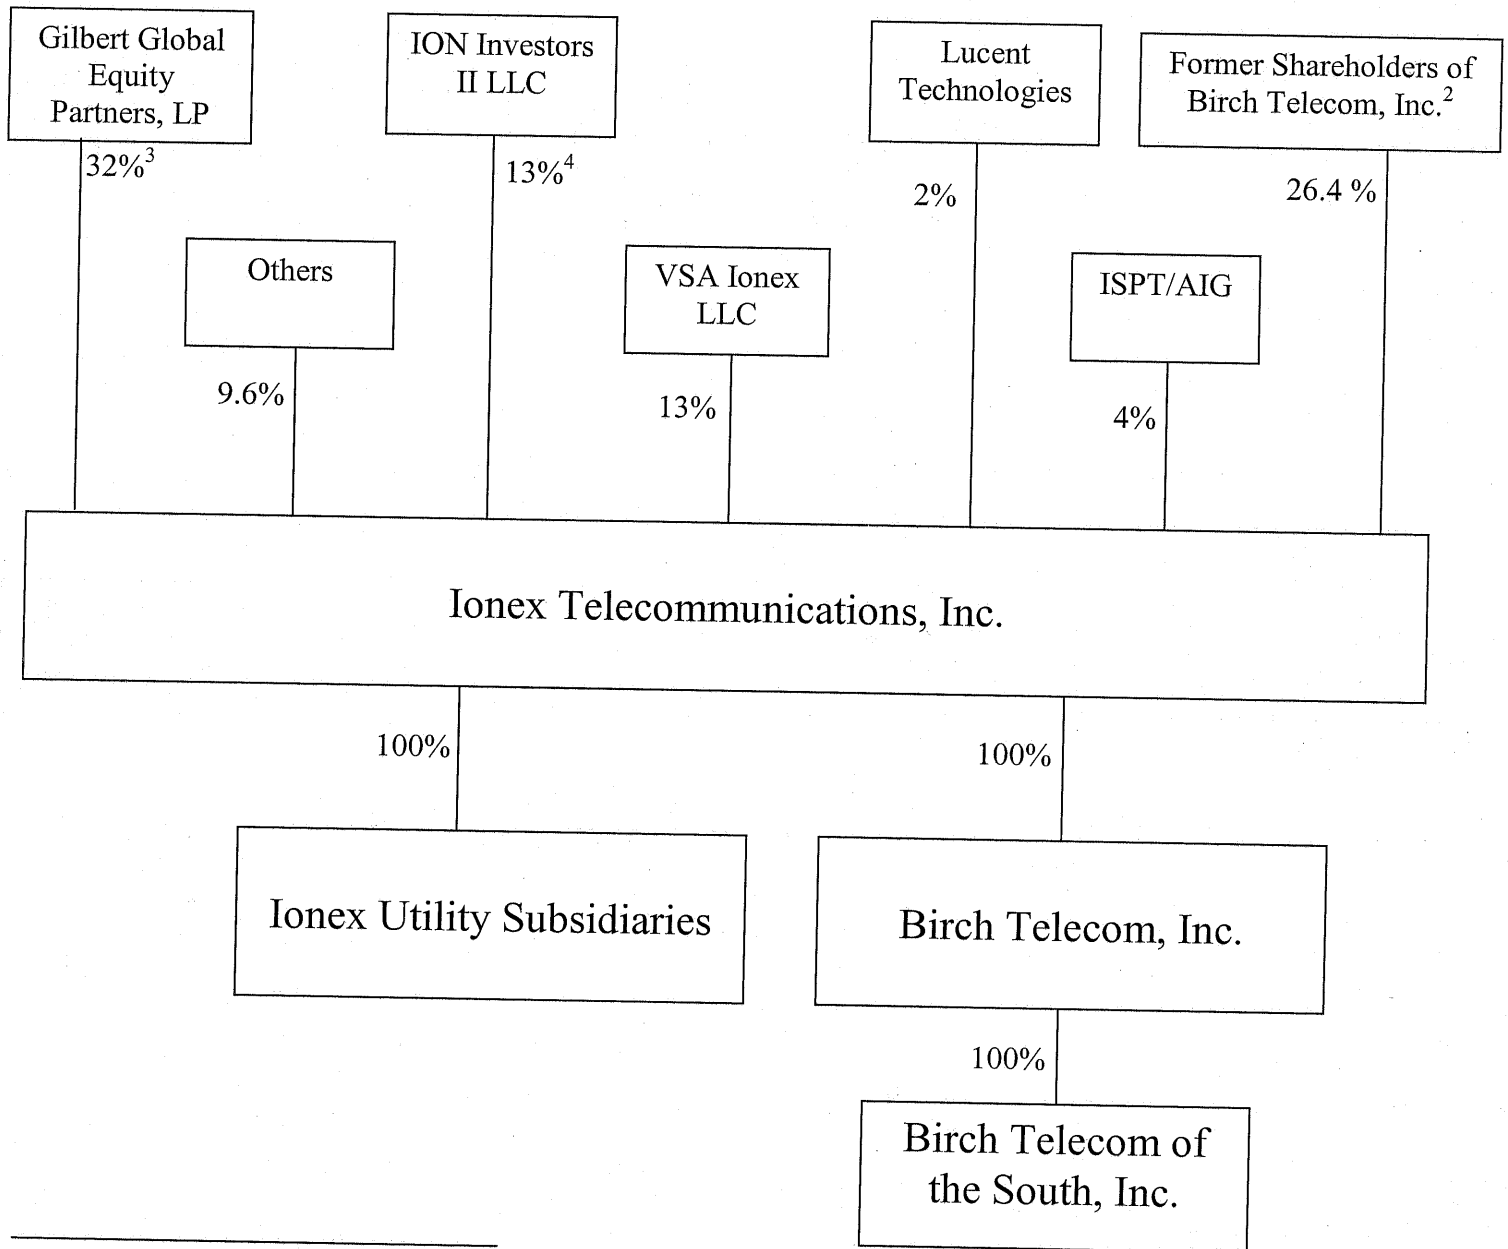 Gilbert Global
Equity
Partners, LP
32%3
ION Investors
II LLC
13%4
Lucent
Technologies
2%
Former Shareholders of
Birch Telecom, Inc.2
26.4 %
Others
9.6%
VSA Ionex
LLC
13%
ISPT/AIG
4%
Ionex Telecommunications, Inc.
100%
100%
Ionex Utility Subsidiaries
Birch Telecom, Inc.
100%
Birch Telecom of
the South, Inc.